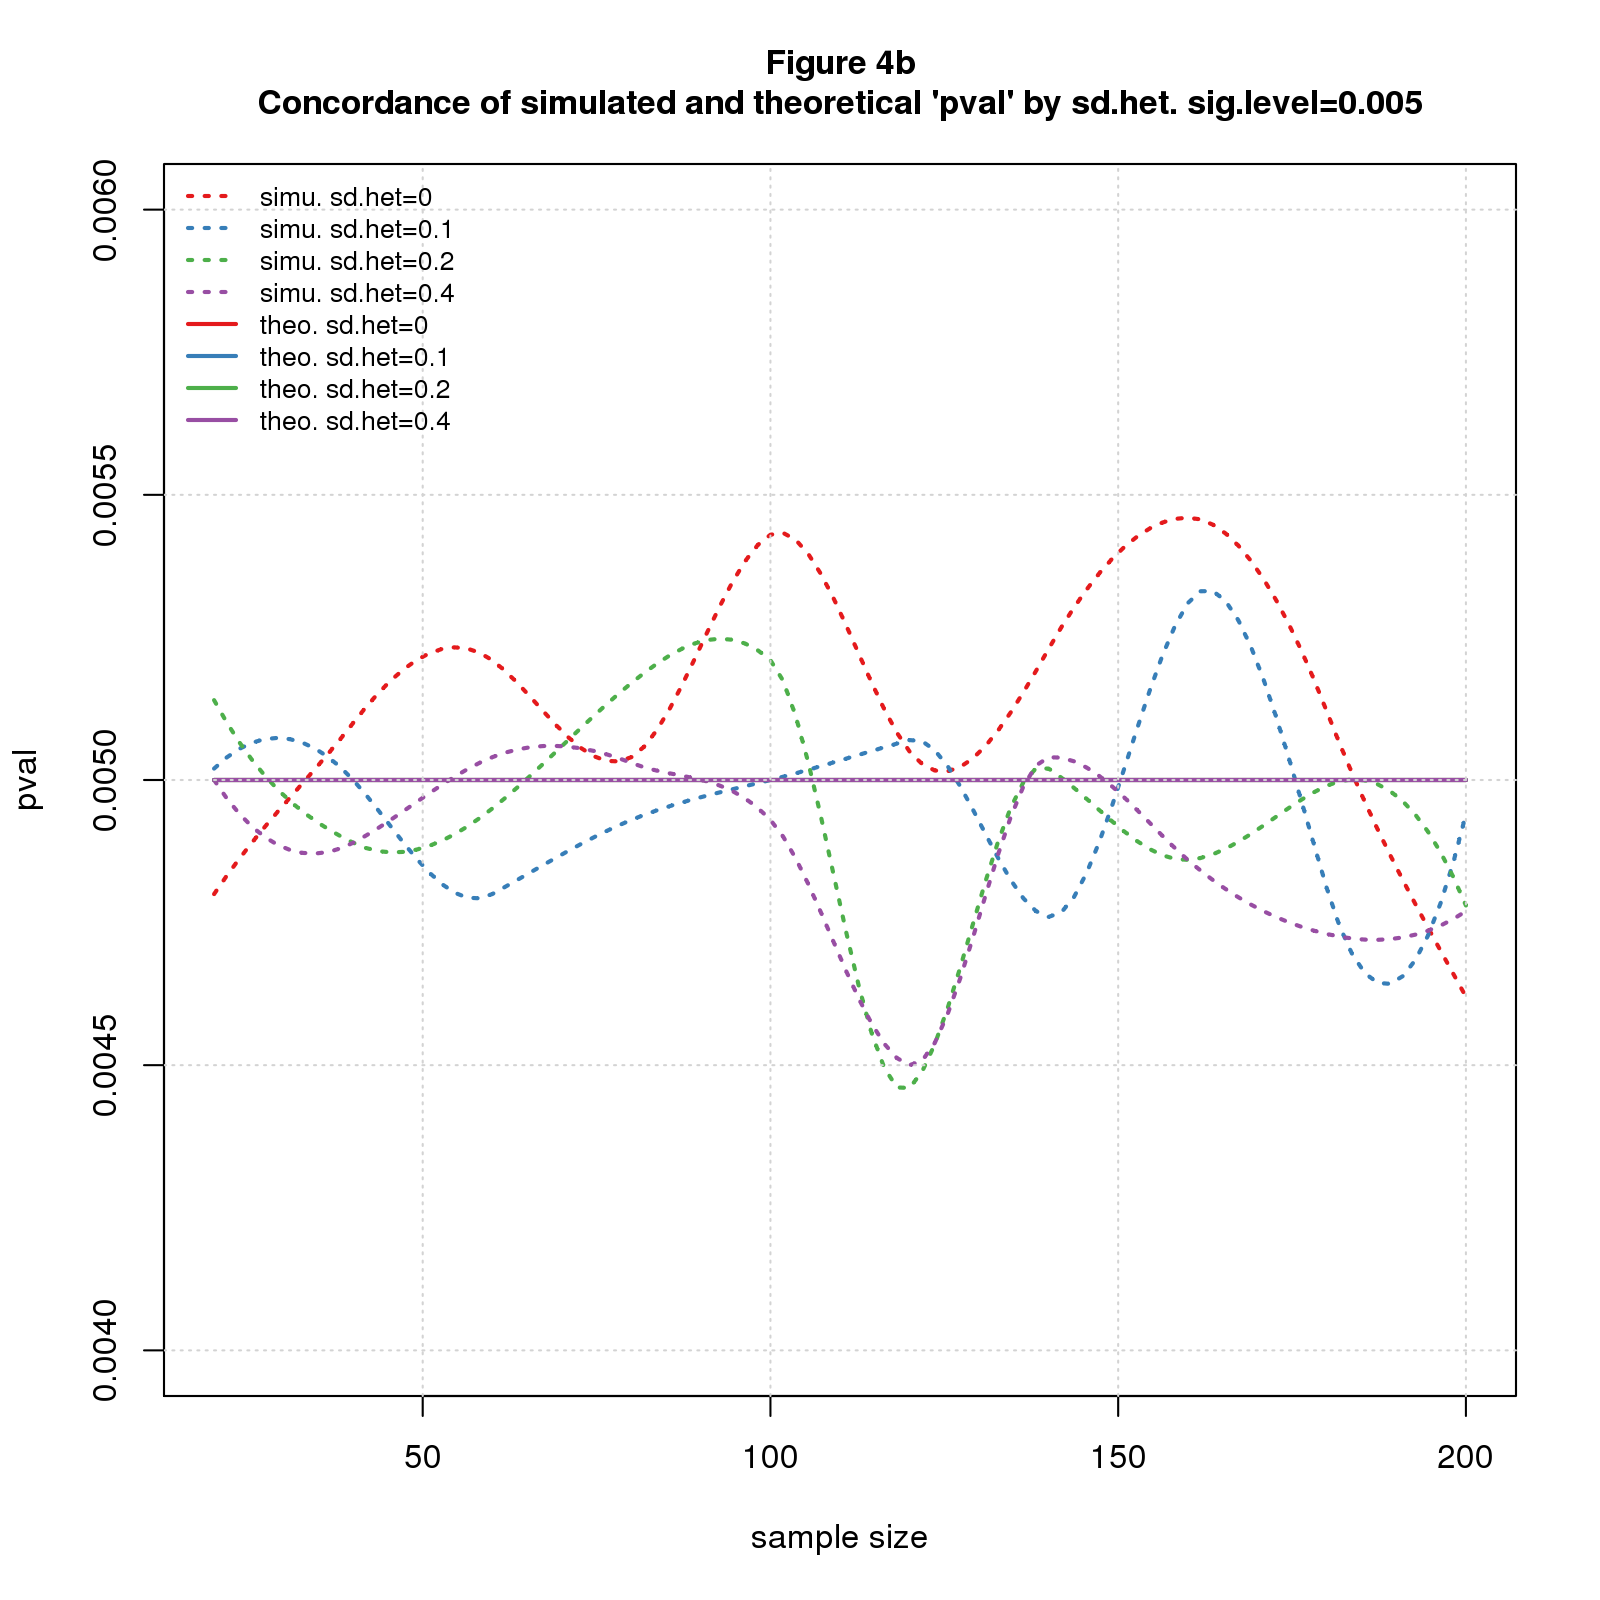 Figure 4b
Concordance of simulated and theoretical 'pval' by sd.het. sig.level=0.005
simu. sd.het=0
simu. sd.het=0.1
simu. sd.het=0.2
simu. sd.het=0.4
theo. sd.het=0
theo. sd.het=0.1
theo. sd.het=0.2
theo. sd.het=0.4
0.0060
0.0055
0.0050
0.0045
0.0040
pval
50 100 150 200
sample size